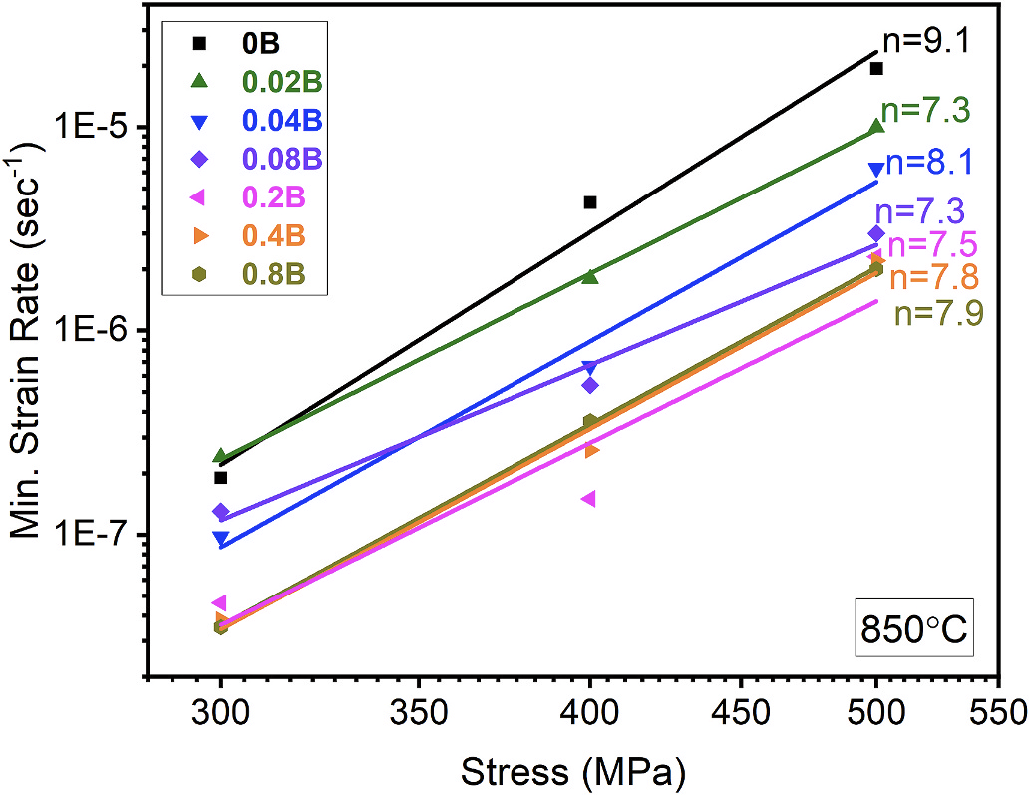 0B
0.02B
0.04B
0.08B
0.2B
0.4B
0.8B
n=9.1
n=7.3
n=8.1
n=7.3
n=7.5
n=7.8
n=7.9
1E-5
1E-6
1E-7
Min. Strain Rate (sec⁻¹)
850°C
300
350
400
450
500
550
Stress (MPa)